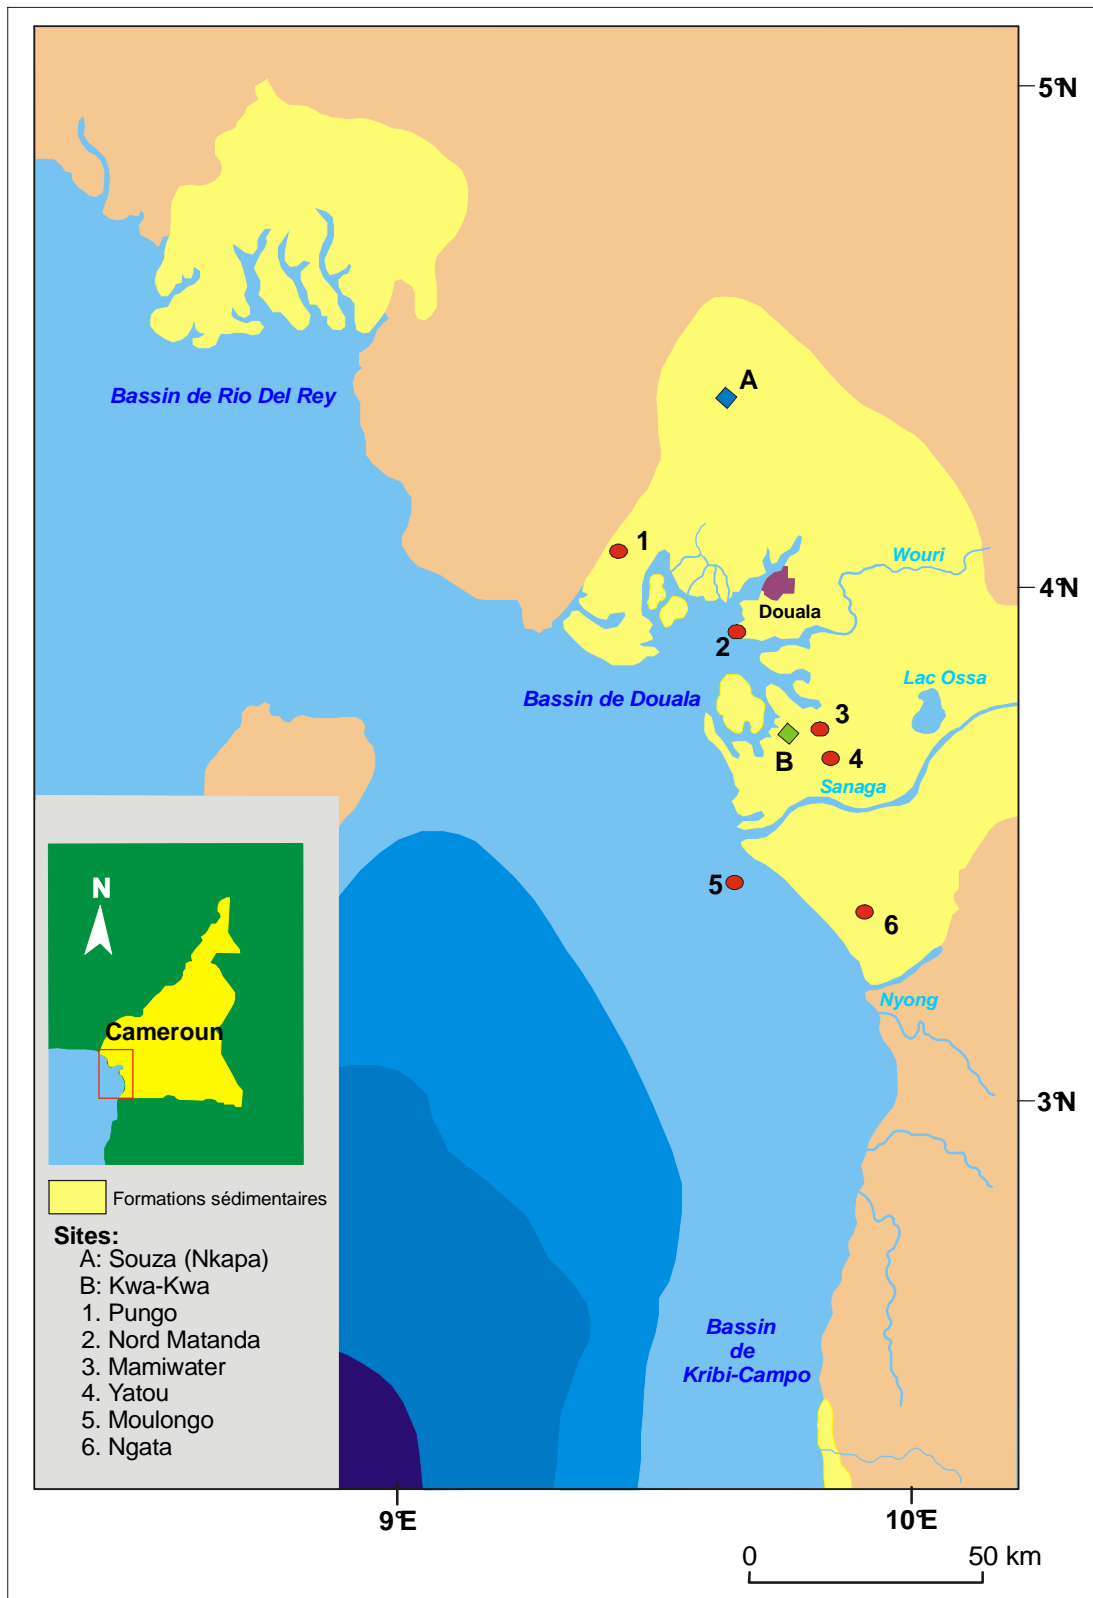 5°N
Bassin de Rio Del Rey
A
1
Wouri
4°N
Douala
2
Lac Ossa
Bassin de Douala
3
B
4
Sanaga
5
6
N
Nyong
Cameroun
3°N
Formations sédimentaires
Sites:
A: Souza (Nkapa)
B: Kwa-Kwa
1. Pungo
2. Nord Matanda
3. Mamiwater
4. Yatou
5. Moulongo
6. Ngata
Bassin
de
Kribi-Campo
9°E
10°E
0
50 km